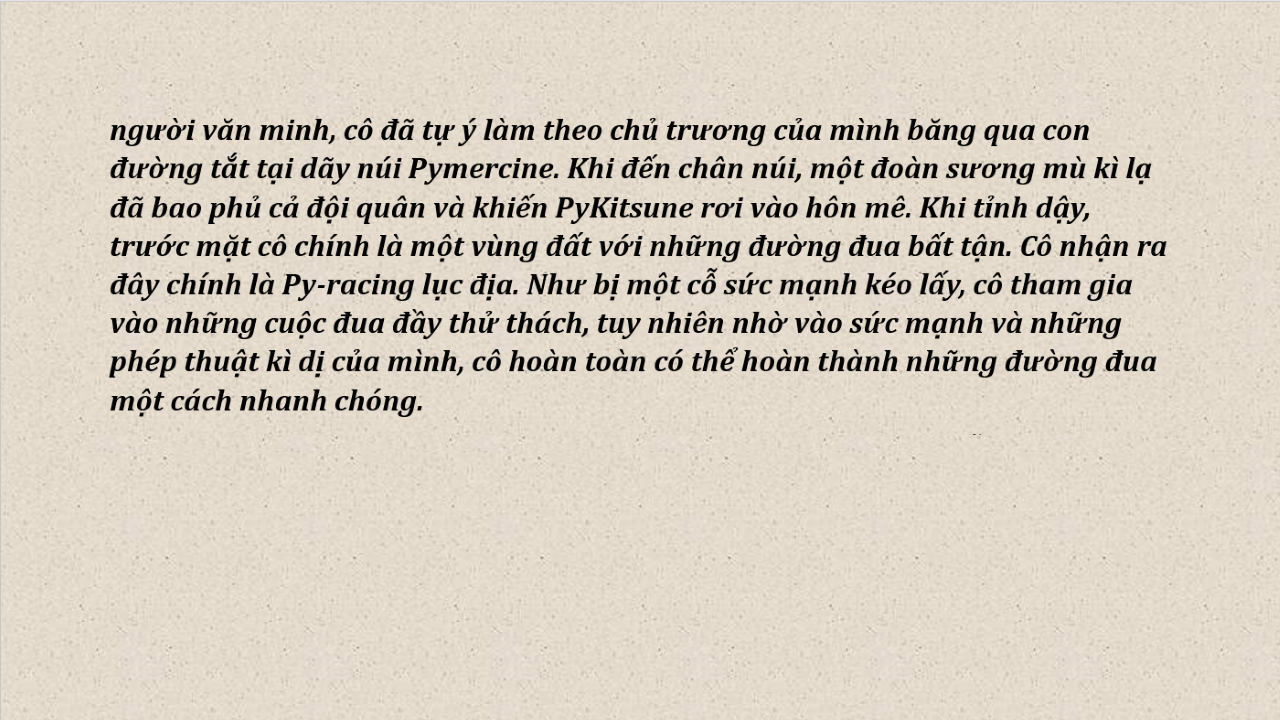 người văn minh, cô đã tự ý làm theo chủ trương của mình băng qua con
đường tắt tại dãy núi Pymercine. Khi đến chân núi, một đoàn sương mù kì lạ
đã bao phủ cả đội quân và khiến PyKitsune rơi vào hôn mê. Khi tỉnh dậy,
trước mặt cô chính là một vùng đất với những đường đua bất tận. Cô nhận ra
đây chính là Py-racing lục địa. Như bị một cỗ sức mạnh kéo lấy, cô tham gia
vào những cuộc đua đầy thử thách, tuy nhiên nhờ vào sức mạnh và những
phép thuật kì dị của mình, cô hoàn toàn có thể hoàn thành những đường đua
một cách nhanh chóng.